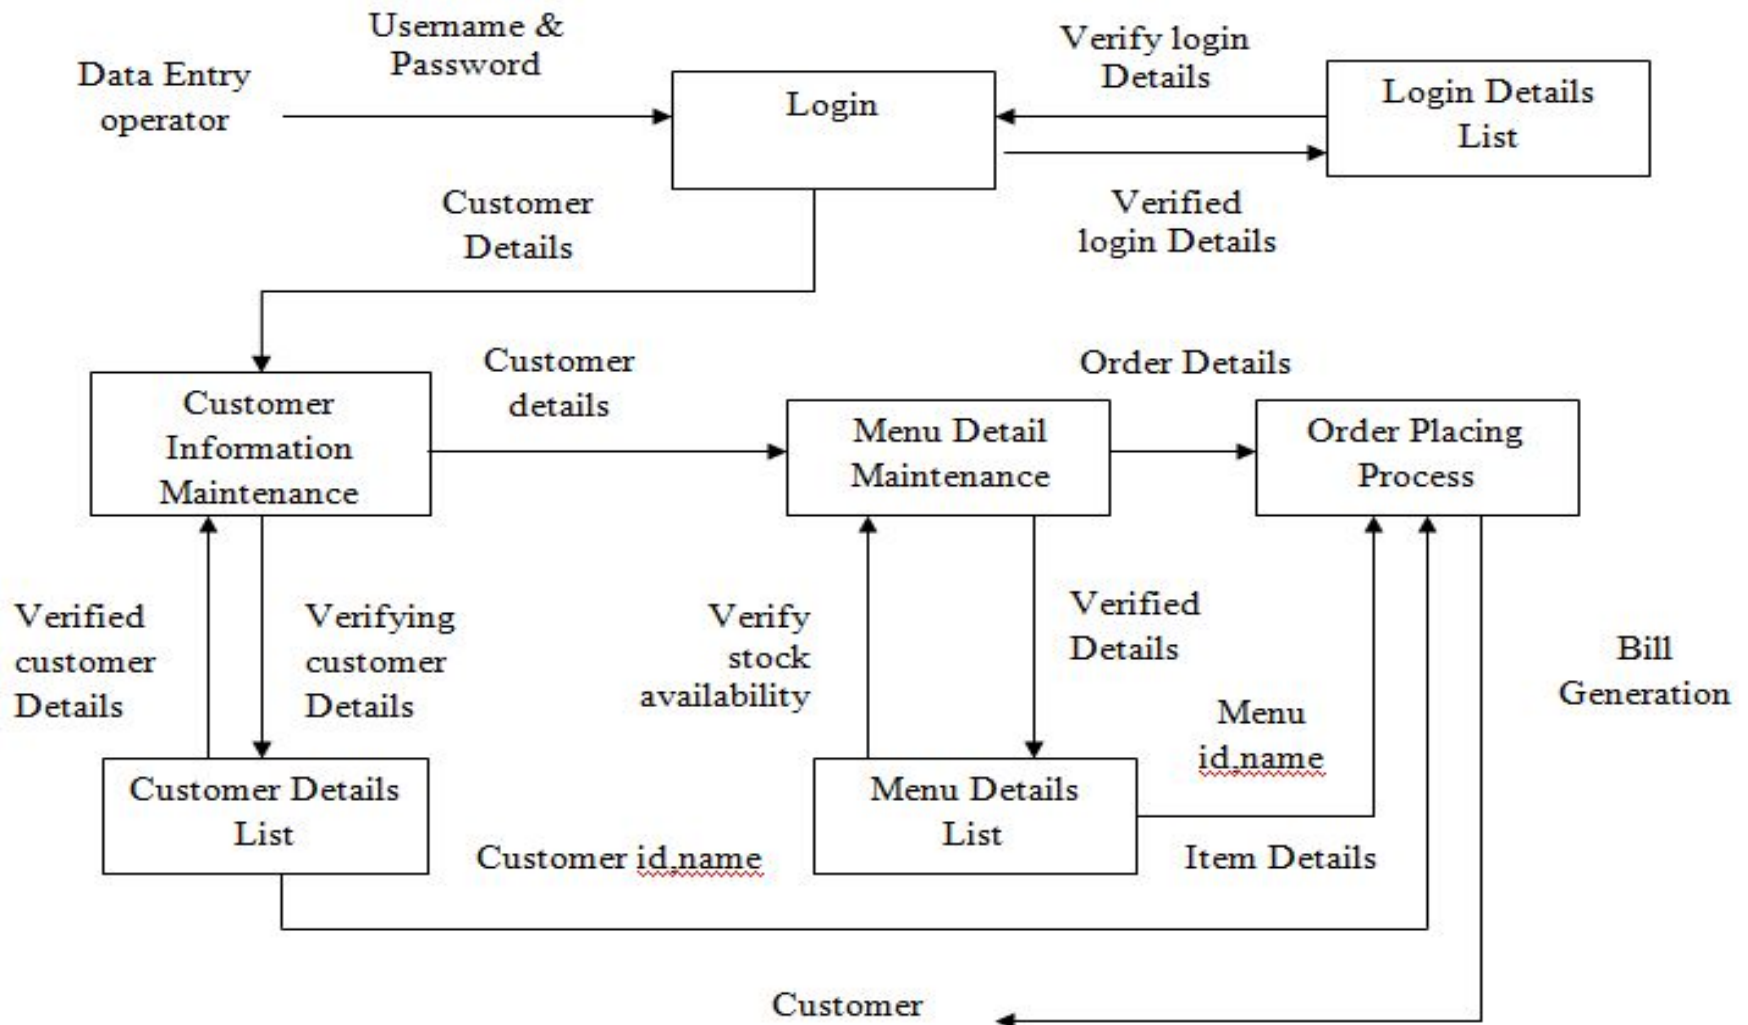 Username &
Password
Data Entry
operator
Login
Verify login
Details
Login Details
List
Verified
login Details
Customer
Details
Customer
Information
Maintenance
Customer
details
Menu Detail
Maintenance
Order Details
Order Placing
Process
Verified
customer
Details
Verifying
customer
Details
Verify
stock
availability
Verified
Details
Menu
id,name
Bill
Generation
Customer Details
List
Customer id,name
Menu Details
List
Item Details
Customer